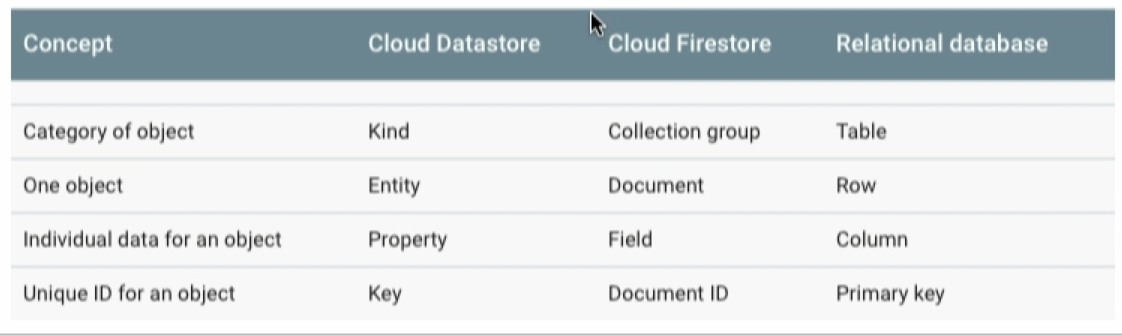 Concept Cloud Datastore Cloud Firestore Relational database
Category of object Kind Collection group Table
One object Entity Document Row
Individual data for an object Property Field Column
Unique ID for an object Key Document ID Primary key